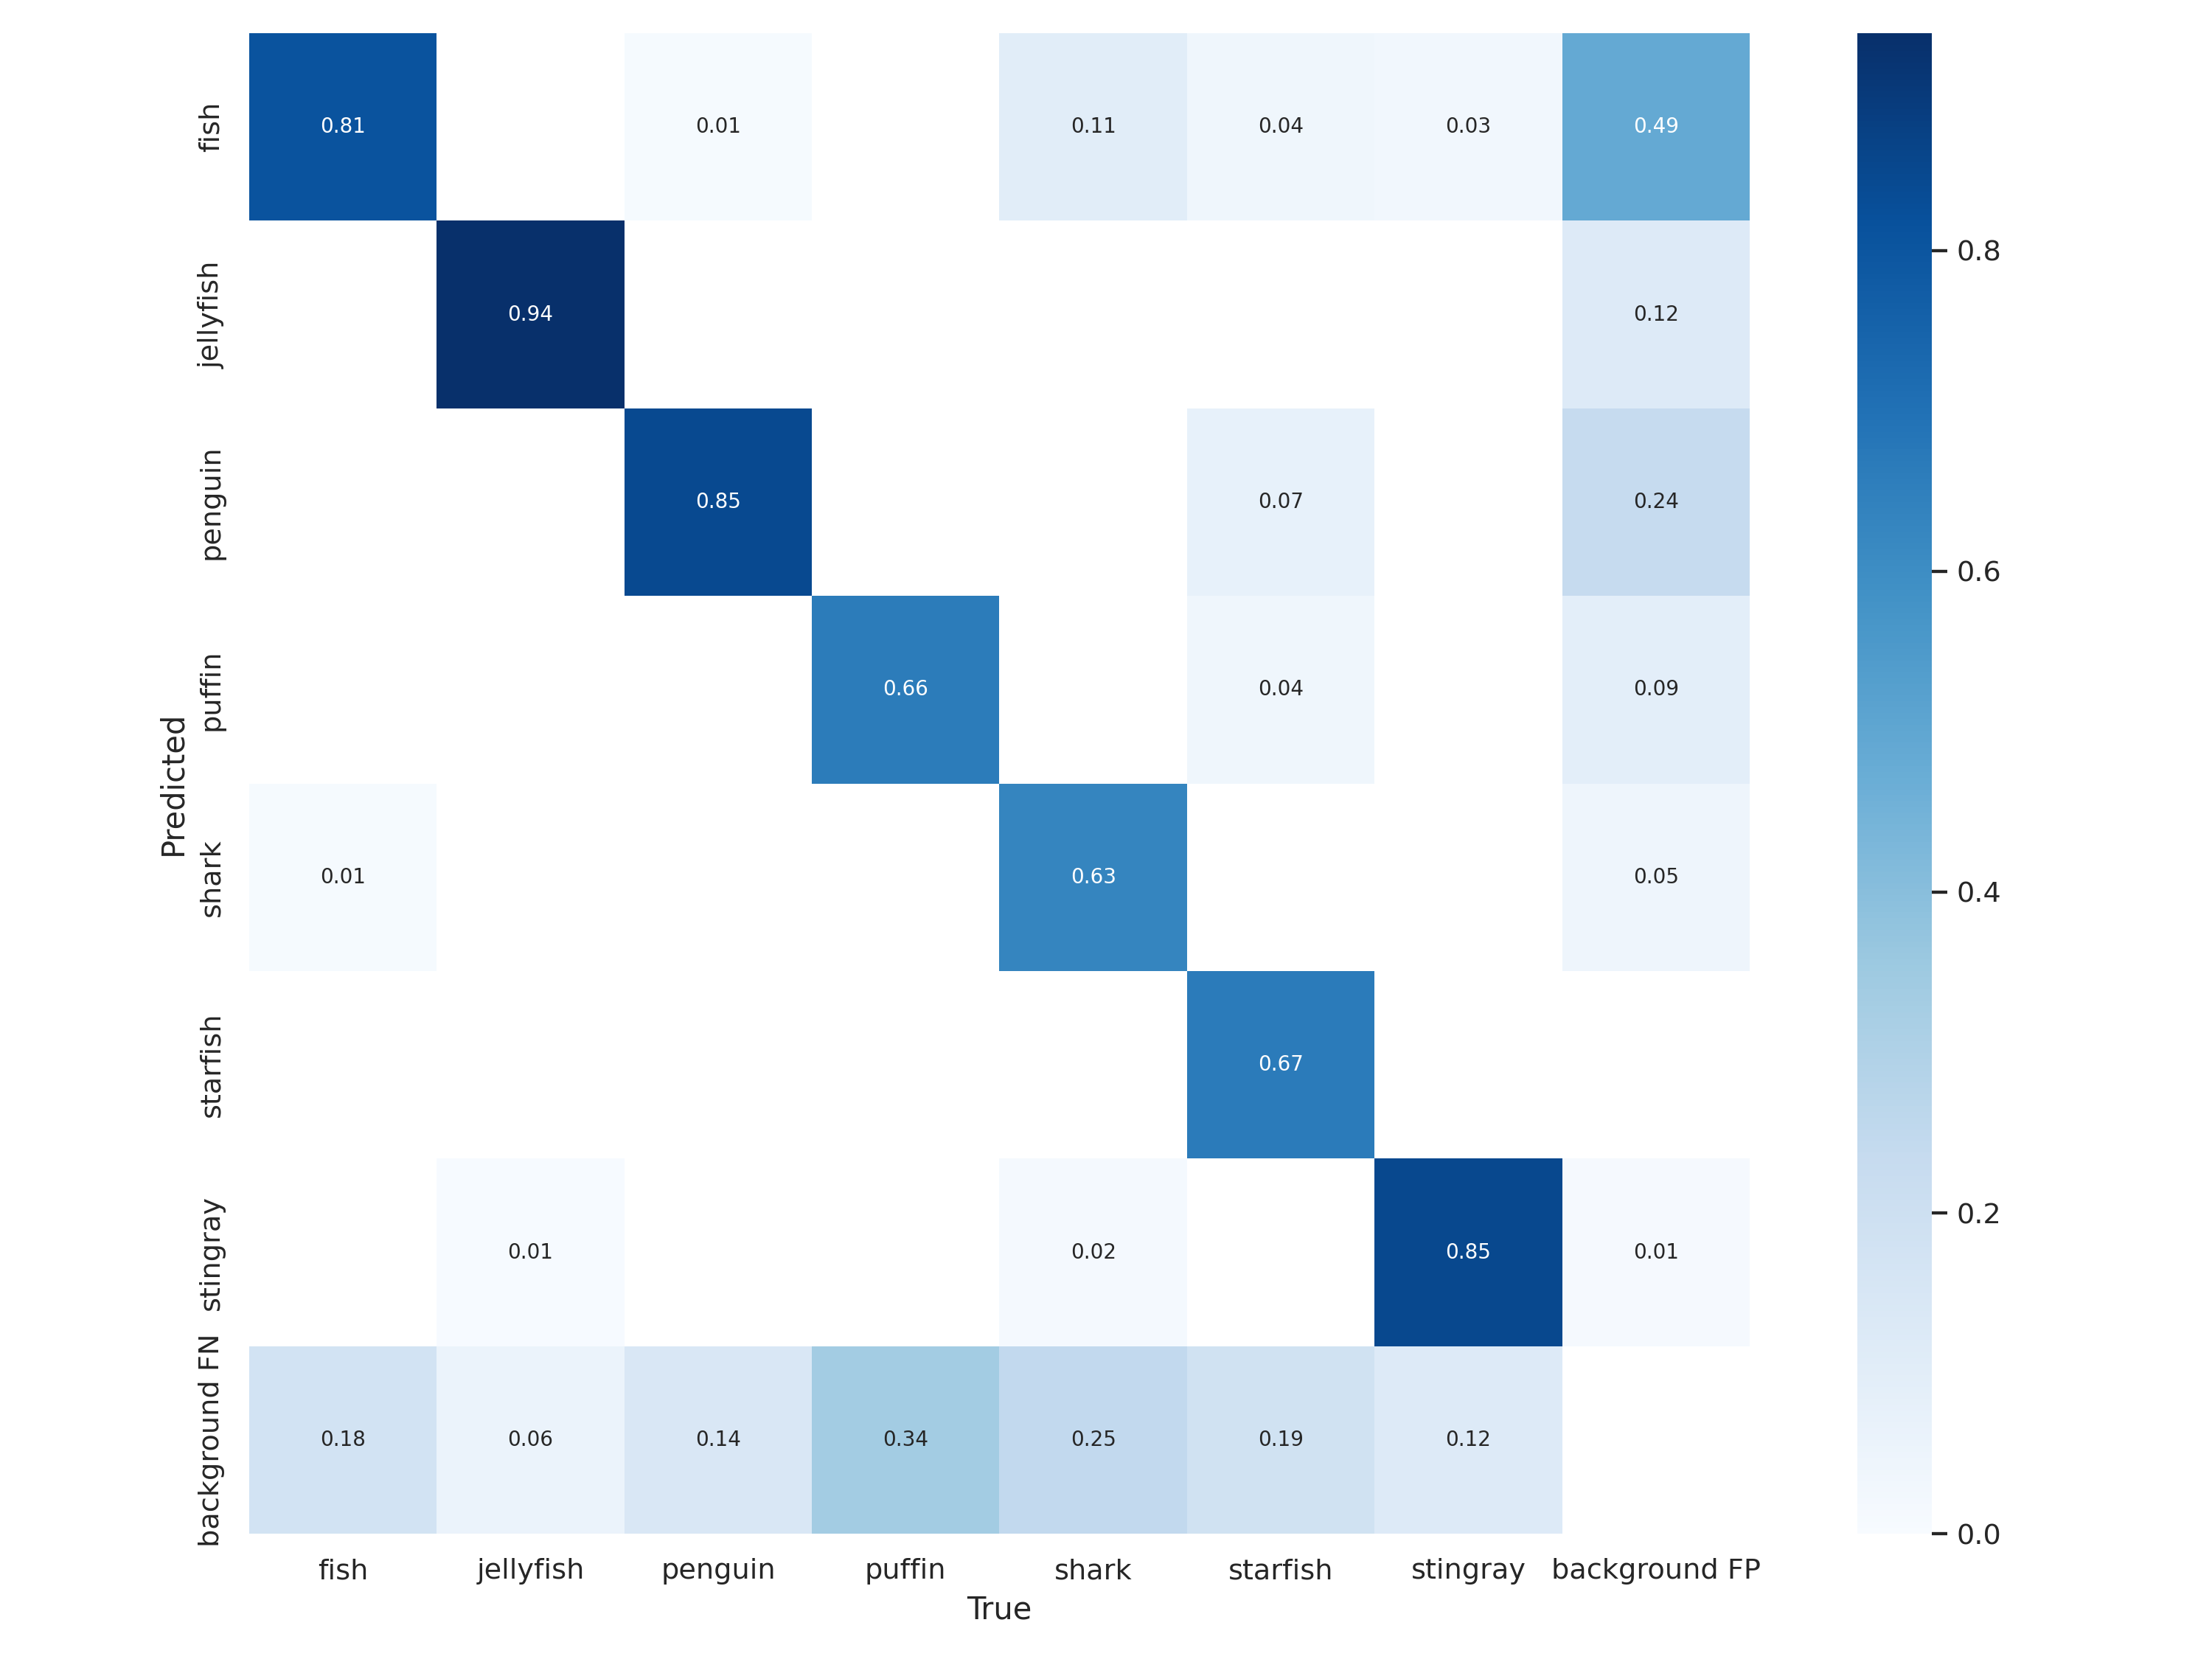 fish 0.81 0.01 0.11 0.04 0.03 0.49
jellyfish 0.94 0.12
penguin 0.85 0.07 0.24
puffin 0.66 0.04 0.09
shark 0.01 0.63 0.05
starfish 0.67
stingray 0.01 0.02 0.85 0.01
background FN 0.18 0.06 0.14 0.34 0.25 0.19 0.12
Predicted
fish jellyfish penguin puffin shark starfish stingray background FP
True
0.8
0.6
0.4
0.2
0.0